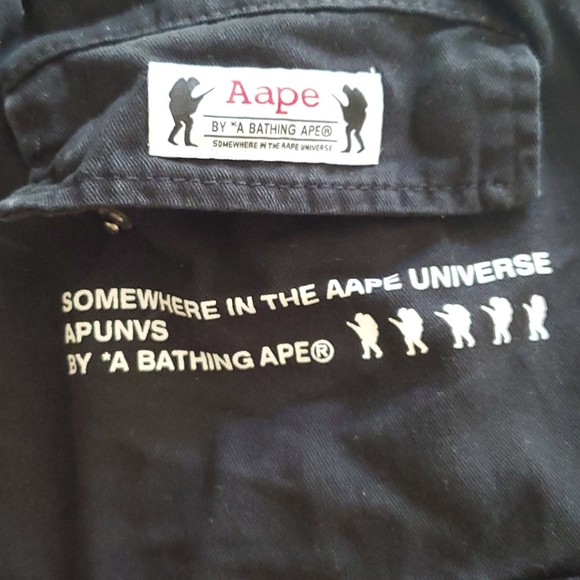 Aape
BY *A BATHING APE®
SOMEWHERE IN THE AAPE UNIVERSE
SOMEWHERE IN THE AAPE UNIVERSE
APUNVS
BY *A BATHING APE®